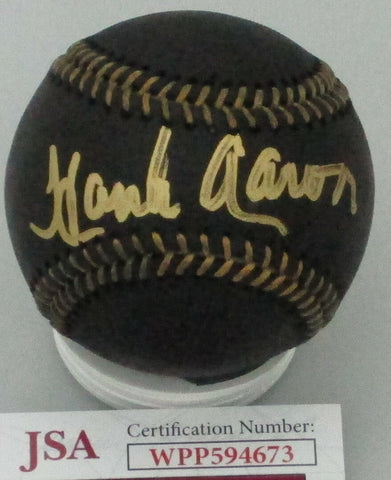 Hank Aaron
JSA
Certification Number:
WPP594673